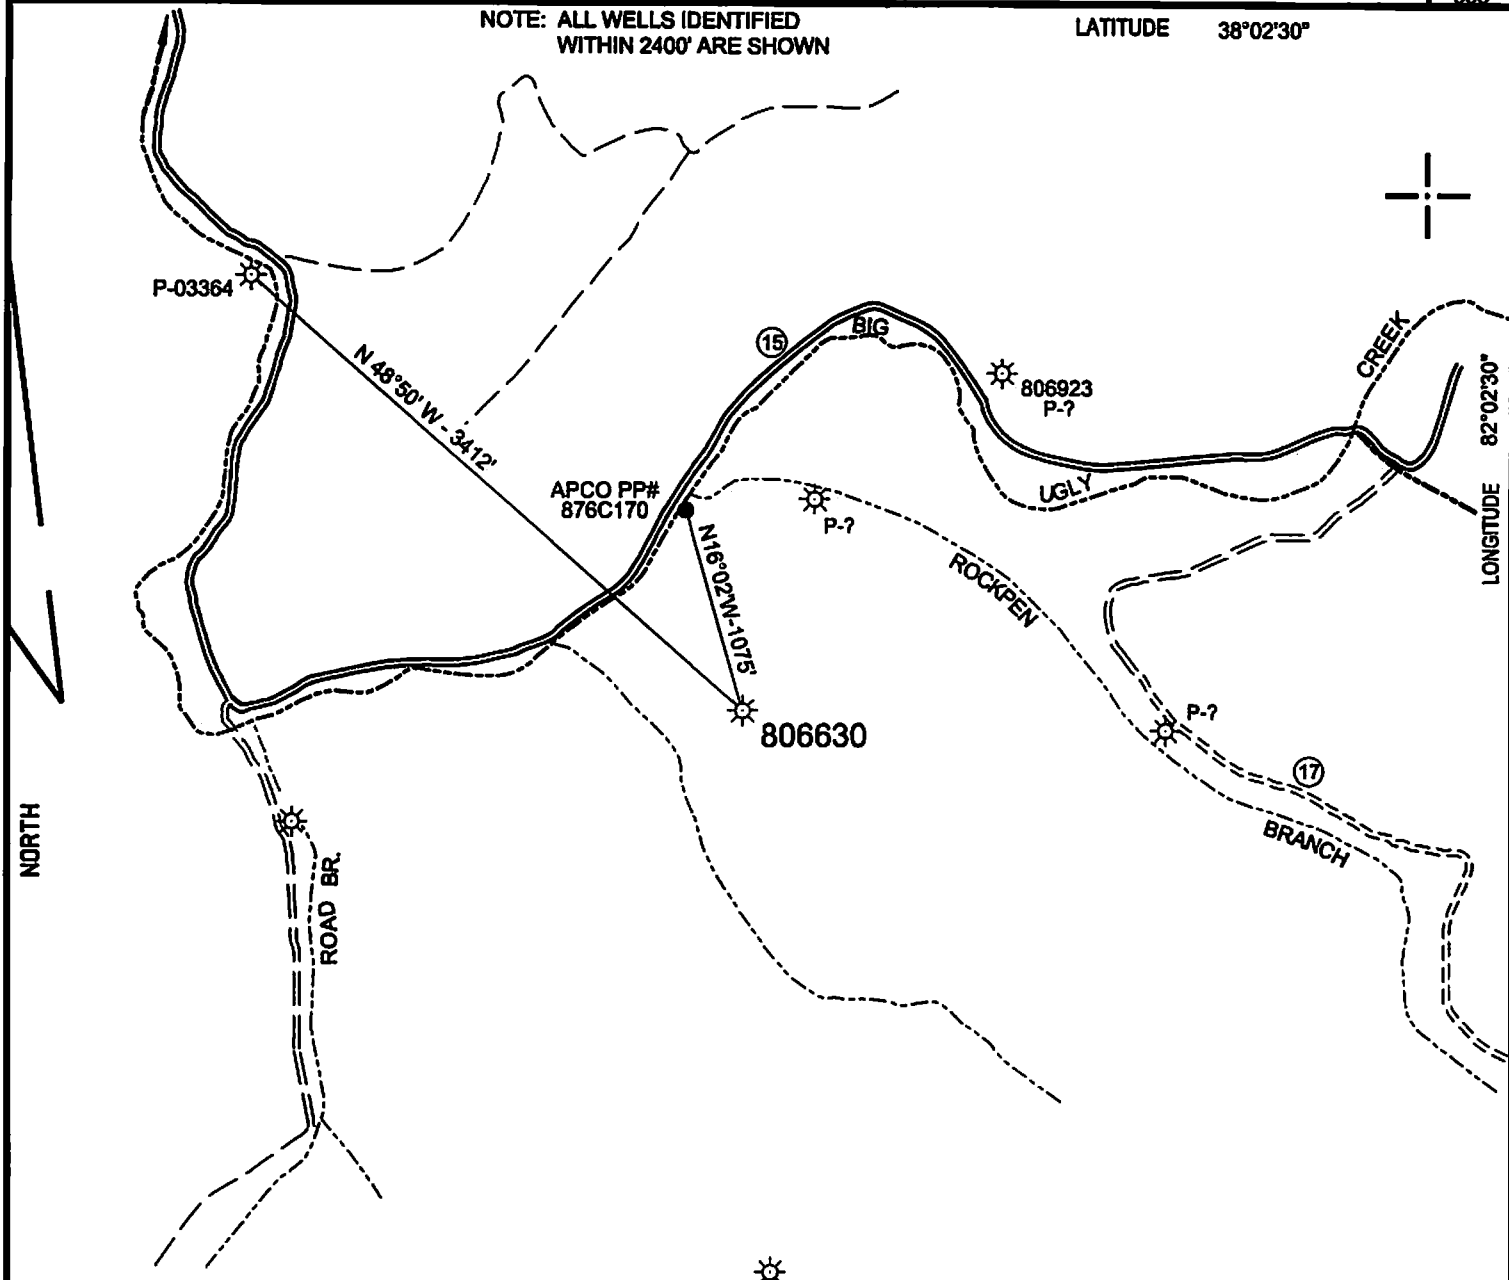 NOTE: ALL WELLS IDENTIFIED
WITHIN 2400' ARE SHOWN
LATITUDE 38°02'30"
P-03364
N 48°50' W - 3412'
15
BIG
806923
P-?
CREEK
LONGITUDE 82°02'30"
APCO PP#
876C170
P-?
UGLY
N16°02'W-1075'
ROCKPEN
806630
P-?
17
BRANCH
NORTH
ROAD BR.